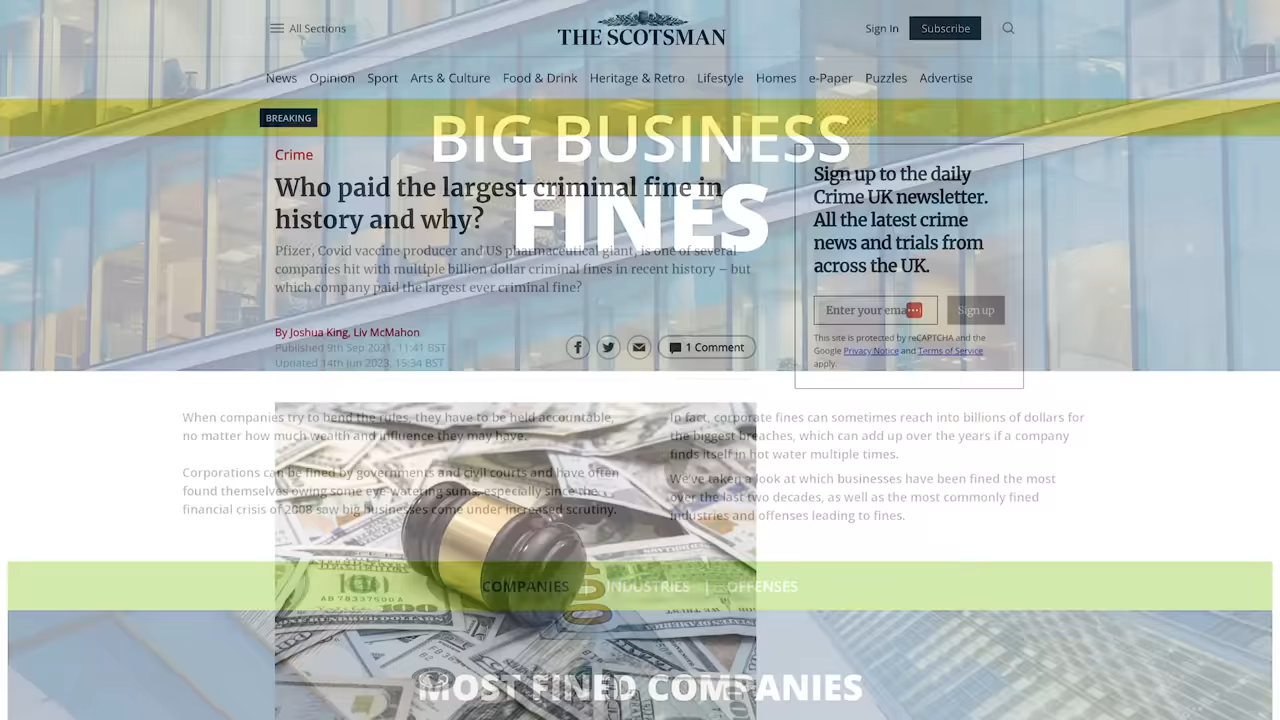 All Sections
THE SCOTSMAN
Sign In
Subscribe
News Opinion Sport Arts & Culture Food & Drink Heritage & Retro Lifestyle Homes e-Paper Puzzles Advertise
BREAKING
BIG BUSINESS
FINES
Crime
Who paid the largest criminal fine in
history and why?
Pfizer, Covid vaccine producer and US pharmaceutical giant, is one of several
companies hit with multiple billion dollar criminal fines in recent history – but
which company paid the largest ever criminal fine?
By Joshua King, Liv McMahon
Published 9th Sep 2021, 11:41 BST
Updated 14th Jun 2023, 15:34 BST
1 Comment
Sign up to the daily
Crime UK newsletter.
All the latest crime
news and trials from
across the UK.
Enter your ema
Sign up
This site is protected by reCAPTCHA and the
Google Privacy Notice and Terms of Service
apply.
When companies try to bend the rules, they have to be held accountable,
no matter how much wealth and influence they may have.
Corporations can be fined by governments and civil courts and have often
found themselves owing some eye-watering sums, especially since the
financial crisis of 2008 saw big businesses come under increased scrutiny.
In fact, corporate fines can sometimes reach into billions of dollars for
the biggest breaches, which can add up over the years if a company
finds itself in hot water multiple times.
We've taken a look at which businesses have been fined the most
over the last two decades, as well as the most commonly fined
industries and offenses leading to fines.
COMPANIES | INDUSTRIES | OFFENSES
AB 78337500 A
100
MOST FINED COMPANIES